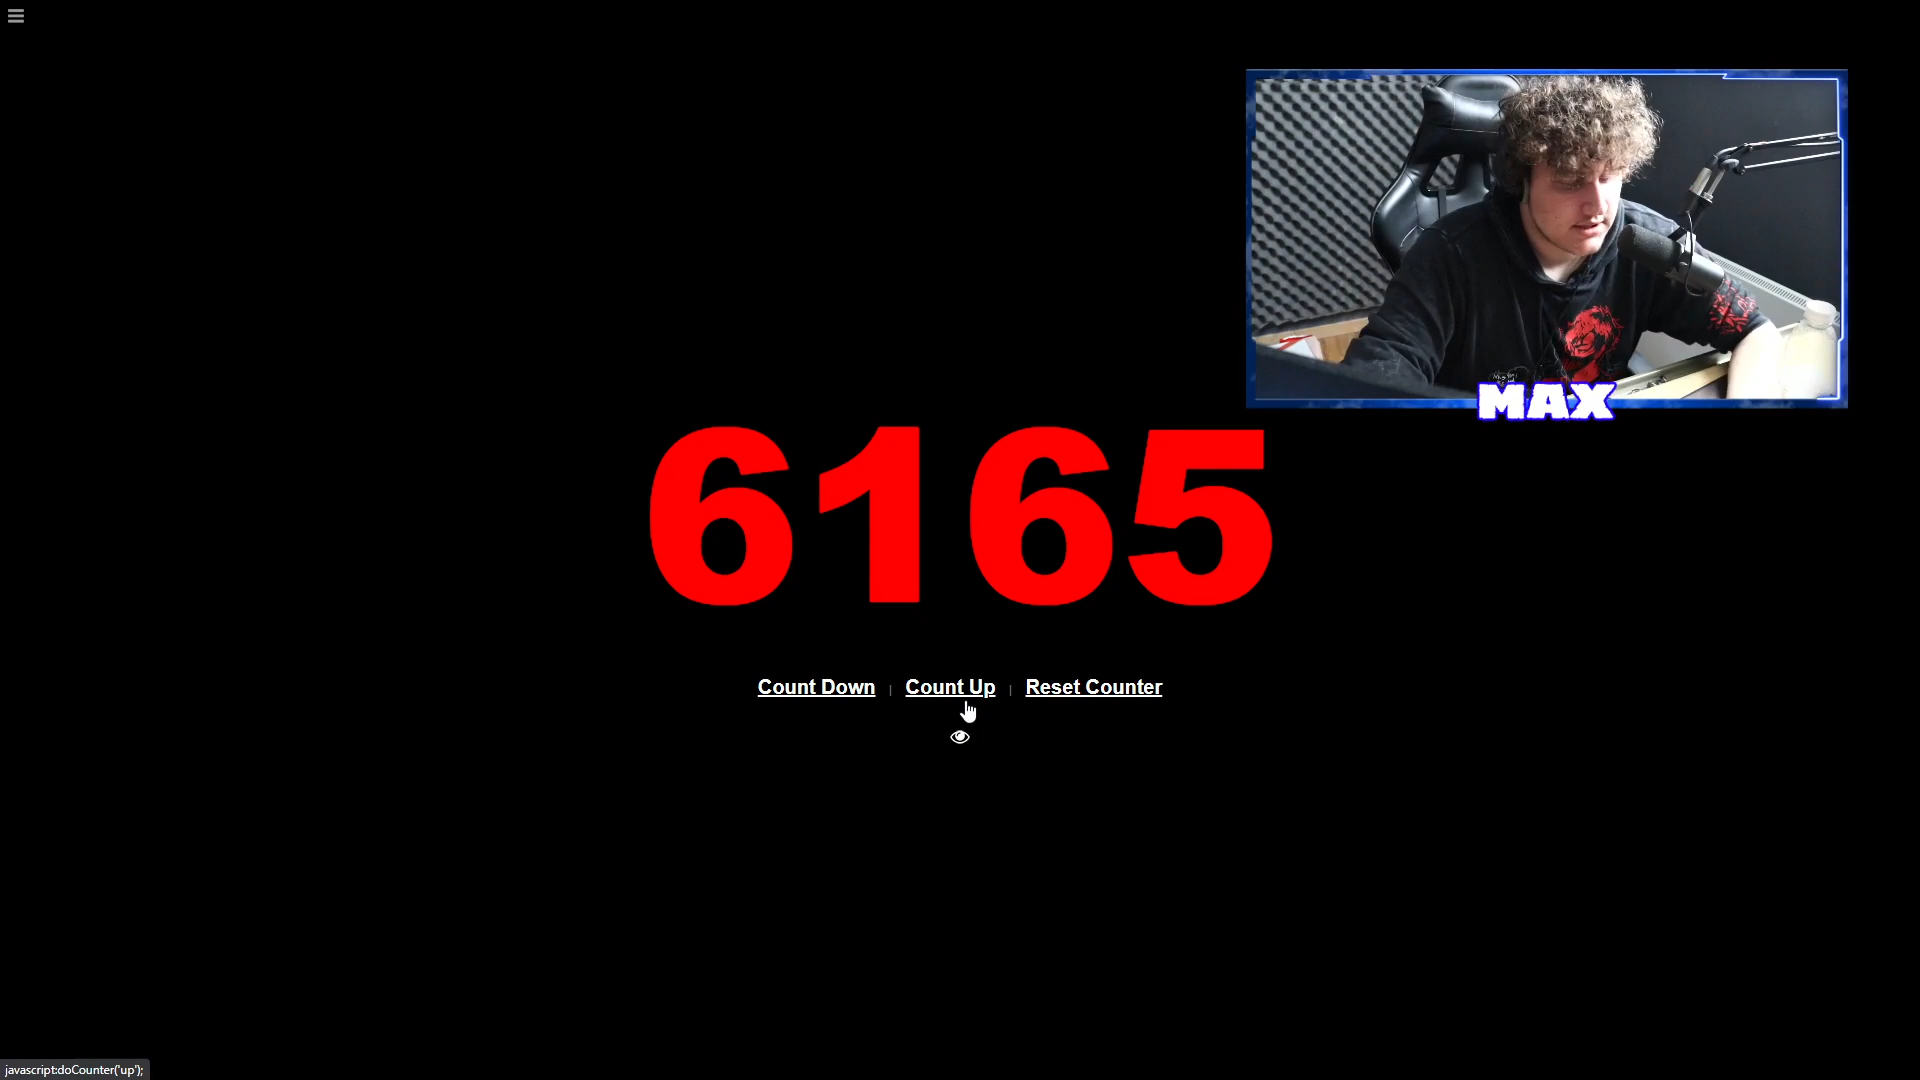 MAX
6165
Count Down | Count Up | Reset Counter
javascript:doCounter('up');